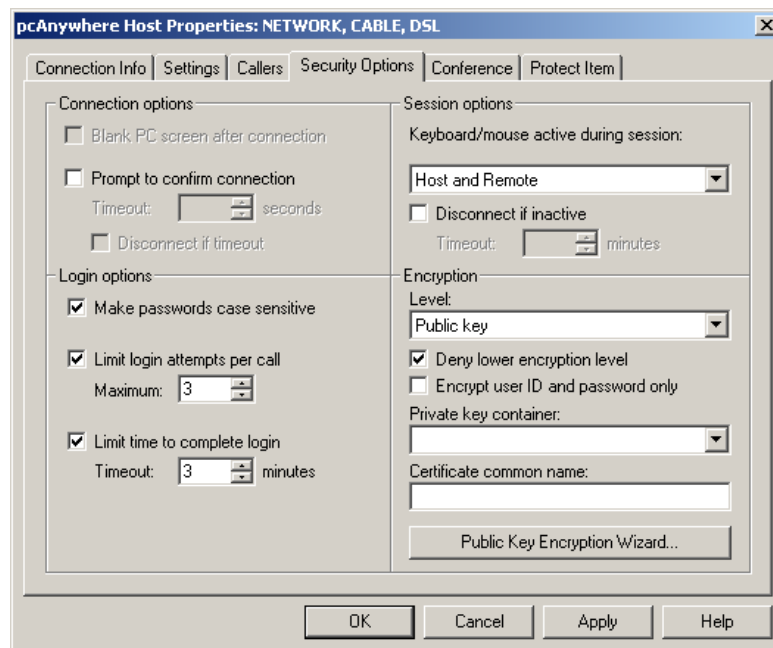 pcAnywhere Host Properties: NETWORK, CABLE, DSL
Connection Info
Settings
Callers
Security Options
Conference
Protect Item
Connection options
Blank PC screen after connection
Prompt to confirm connection
Timeout:
seconds
Disconnect if timeout
Login options
Make passwords case sensitive
Limit login attempts per call
Maximum: 3
Limit time to complete login
Timeout: 3 minutes
Session options
Keyboard/mouse active during session:
Host and Remote
Disconnect if inactive
Timeout:
minutes
Encryption
Level:
Public key
Deny lower encryption level
Encrypt user ID and password only
Private key container:
Certificate common name:
Public Key Encryption Wizard...
OK
Cancel
Apply
Help